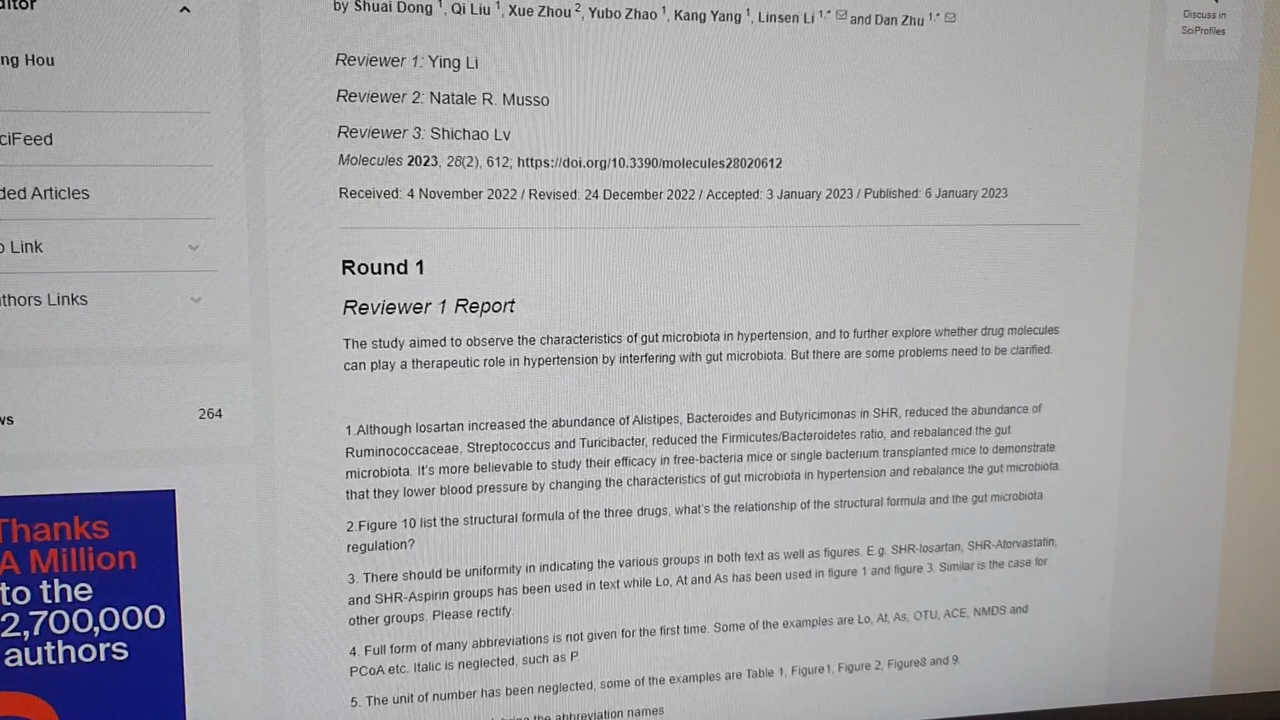 by Shuai Dong 1, Qi Liu 1, Xue Zhou 2, Yubo Zhao 1, Kang Yang 1, Linsen Li 1,* and Dan Zhu 1,*
Discuss in
SciProfiles
ng Hou
ciFeed
ded Articles
Link
thors Links
ws
264
Reviewer 1: Ying Li
Reviewer 2: Natale R. Musso
Reviewer 3: Shichao Lv
Molecules 2023, 28(2), 612; https://doi.org/10.3390/molecules28020612
Received: 4 November 2022 / Revised: 24 December 2022 / Accepted: 3 January 2023 / Published: 6 January 2023
Round 1
Reviewer 1 Report
The study aimed to observe the characteristics of gut microbiota in hypertension, and to further explore whether drug molecules
can play a therapeutic role in hypertension by interfering with gut microbiota. But there are some problems need to be clarified.
1.Although losartan increased the abundance of Alistipes, Bacteroides and Butyricimonas in SHR, reduced the abundance of
Ruminococcaceae, Streptococcus and Turicibacter, reduced the Firmicutes/Bacteroidetes ratio, and rebalanced the gut
microbiota. It's more believable to study their efficacy in free-bacteria mice or single bacterium transplanted mice to demonstrate
that they lower blood pressure by changing the characteristics of gut microbiota in hypertension and rebalance the gut microbiota.
2.Figure 10 list the structural formula of the three drugs, what's the relationship of the structural formula and the gut microbiota
regulation?
3. There should be uniformity in indicating the various groups in both text as well as figures. E.g. SHR-losartan, SHR-Atorvastatin,
and SHR-Aspirin groups has been used in text while Lo, At and As has been used in figure 1 and figure 3. Similar is the case for
other groups. Please rectify.
4. Full form of many abbreviations is not given for the first time. Some of the examples are Lo, At, As, OTU, ACE, NMDS and
PCoA etc. Italic is neglected, such as P.
5. The unit of number has been neglected, some of the examples are Table 1, Figure1, Figure 2, Figure8 and 9.
the abbreviation names
Thanks
A Million
to the
2,700,000
authors